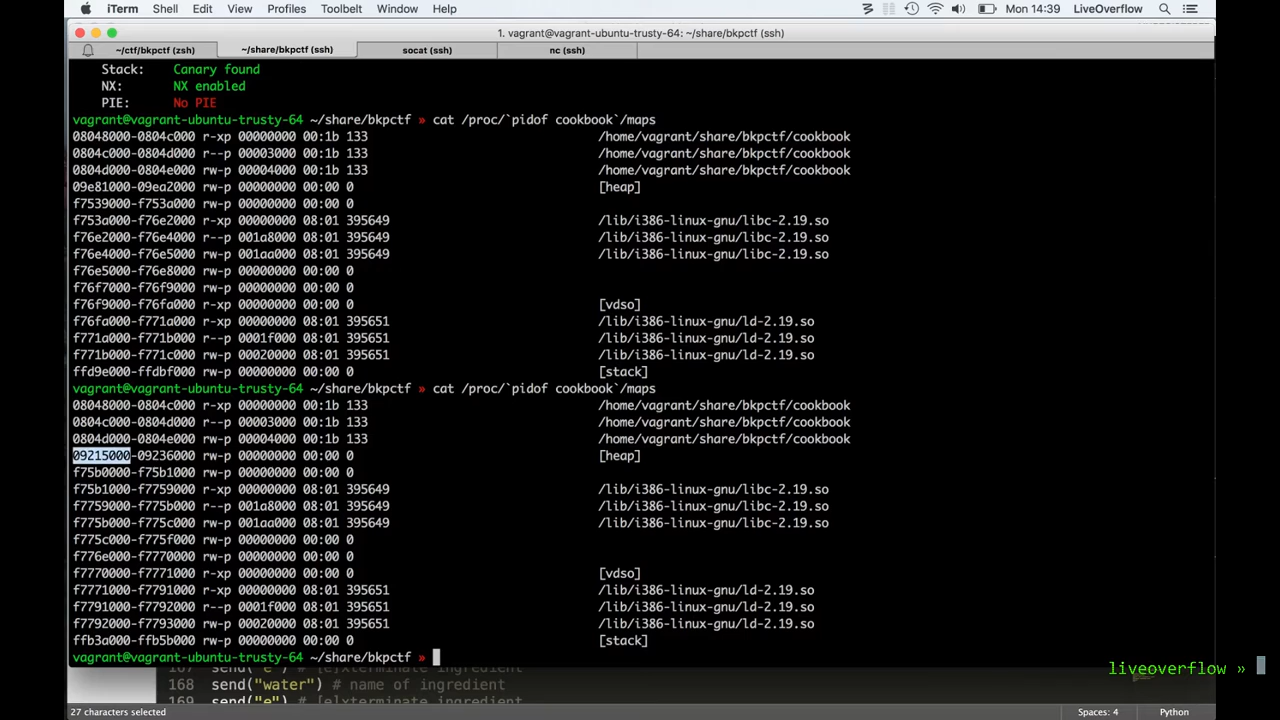 iTerm Shell Edit View Profiles Toolbelt Window Help Mon 14:39 LiveOverflow
1. vagrant@vagrant-ubuntu-trusty-64: ~/share/bkpctf (ssh)
~/ctf/bkpctf (zsh) ~/share/bkpctf (ssh) socat (ssh) nc (ssh)
Stack: Canary found
NX: NX enabled
PIE: No PIE
vagrant@vagrant-ubuntu-trusty-64 ~/share/bkpctf » cat /proc/`pidof cookbook`/maps
08048000-0804c000 r-xp 00000000 00:1b 133 /home/vagrant/share/bkpctf/cookbook
0804c000-0804d000 r--p 00003000 00:1b 133 /home/vagrant/share/bkpctf/cookbook
0804d000-0804e000 rw-p 00004000 00:1b 133 /home/vagrant/share/bkpctf/cookbook
09e81000-09ea2000 rw-p 00000000 00:00 0 [heap]
f7539000-f753a000 rw-p 00000000 00:00 0
f753a000-f76e2000 r-xp 00000000 08:01 395649 /lib/i386-linux-gnu/libc-2.19.so
f76e2000-f76e4000 r--p 001a8000 08:01 395649 /lib/i386-linux-gnu/libc-2.19.so
f76e4000-f76e5000 rw-p 001aa000 08:01 395649 /lib/i386-linux-gnu/libc-2.19.so
f76e5000-f76e8000 rw-p 00000000 00:00 0
f76f7000-f76f9000 rw-p 00000000 00:00 0
f76f9000-f76fa000 r-xp 00000000 00:00 0 [vdso]
f76fa000-f771a000 r-xp 00000000 08:01 395651 /lib/i386-linux-gnu/ld-2.19.so
f771a000-f771b000 r--p 0001f000 08:01 395651 /lib/i386-linux-gnu/ld-2.19.so
f771b000-f771c000 rw-p 00020000 08:01 395651 /lib/i386-linux-gnu/ld-2.19.so
ffd9e000-ffdbf000 rw-p 00000000 00:00 0 [stack]
vagrant@vagrant-ubuntu-trusty-64 ~/share/bkpctf » cat /proc/`pidof cookbook`/maps
08048000-0804c000 r-xp 00000000 00:1b 133 /home/vagrant/share/bkpctf/cookbook
0804c000-0804d000 r--p 00003000 00:1b 133 /home/vagrant/share/bkpctf/cookbook
0804d000-0804e000 rw-p 00004000 00:1b 133 /home/vagrant/share/bkpctf/cookbook
09215000-09236000 rw-p 00000000 00:00 0 [heap]
f75b0000-f75b1000 rw-p 00000000 00:00 0
f75b1000-f7759000 r-xp 00000000 08:01 395649 /lib/i386-linux-gnu/libc-2.19.so
f7759000-f775b000 r--p 001a8000 08:01 395649 /lib/i386-linux-gnu/libc-2.19.so
f775b000-f775c000 rw-p 001aa000 08:01 395649 /lib/i386-linux-gnu/libc-2.19.so
f775c000-f775f000 rw-p 00000000 00:00 0
f776e000-f7770000 rw-p 00000000 00:00 0
f7770000-f7771000 r-xp 00000000 00:00 0 [vdso]
f7771000-f7791000 r-xp 00000000 08:01 395651 /lib/i386-linux-gnu/ld-2.19.so
f7791000-f7792000 r--p 0001f000 08:01 395651 /lib/i386-linux-gnu/ld-2.19.so
f7792000-f7793000 rw-p 00020000 08:01 395651 /lib/i386-linux-gnu/ld-2.19.so
ffb3a000-ffb5b000 rw-p 00000000 00:00 0 [stack]
vagrant@vagrant-ubuntu-trusty-64 ~/share/bkpctf »
167 send("e") # [e]xterminate ingredient
liveoverflow »
168 send("water") # name of ingredient
169 send("e") # [e]xterminate ingredient
27 characters selected Spaces: 4 Python